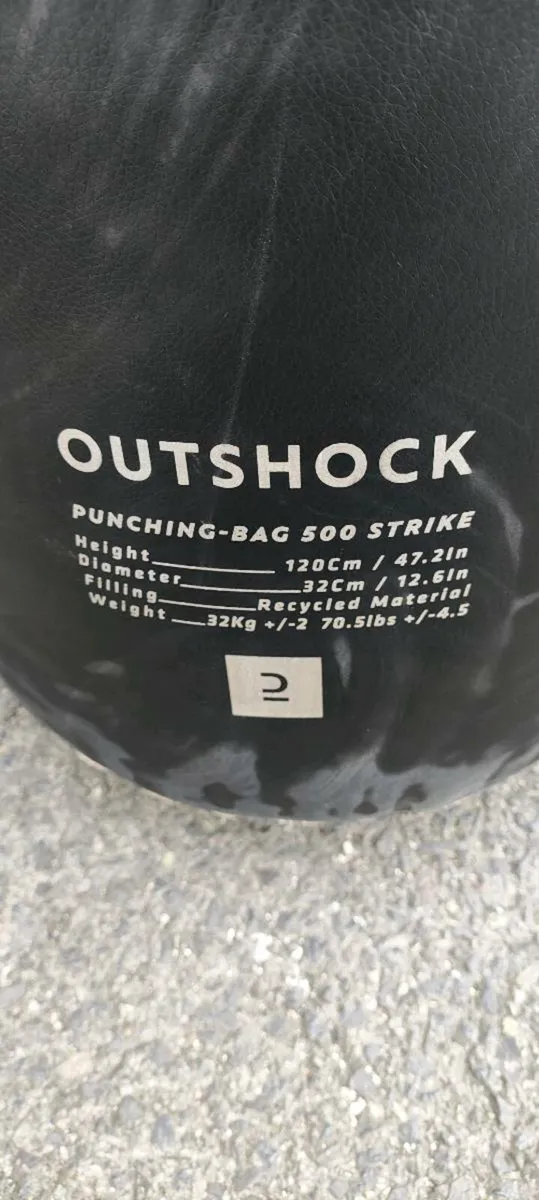 OUTSHOCK
PUNCHING-BAG 500 STRIKE
Height 120Cm / 47.2In
Diameter 32Cm / 12.6In
Filling Recycled Material
Weight 32Kg +/-2 70.5lbs +/-4.5